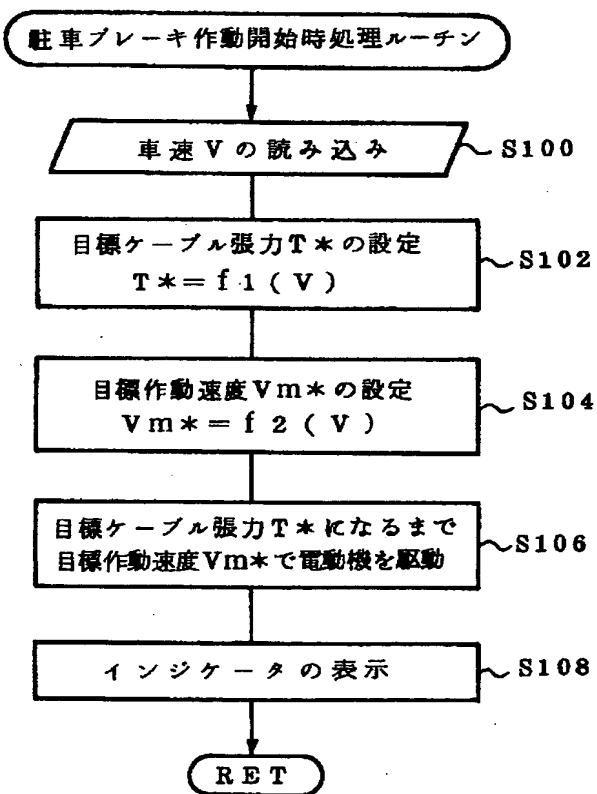 駐車ブレーキ作動開始時処理ルーチン
車速Vの読み込み
S100
目標ケーブル張力T*の設定
T*=f1(V)
S102
目標作動速度Vm*の設定
Vm*=f2(V)
S104
目標ケーブル張力T*になるまで
目標作動速度Vm*で電動機を駆動
S106
インジケータの表示
S108
RET